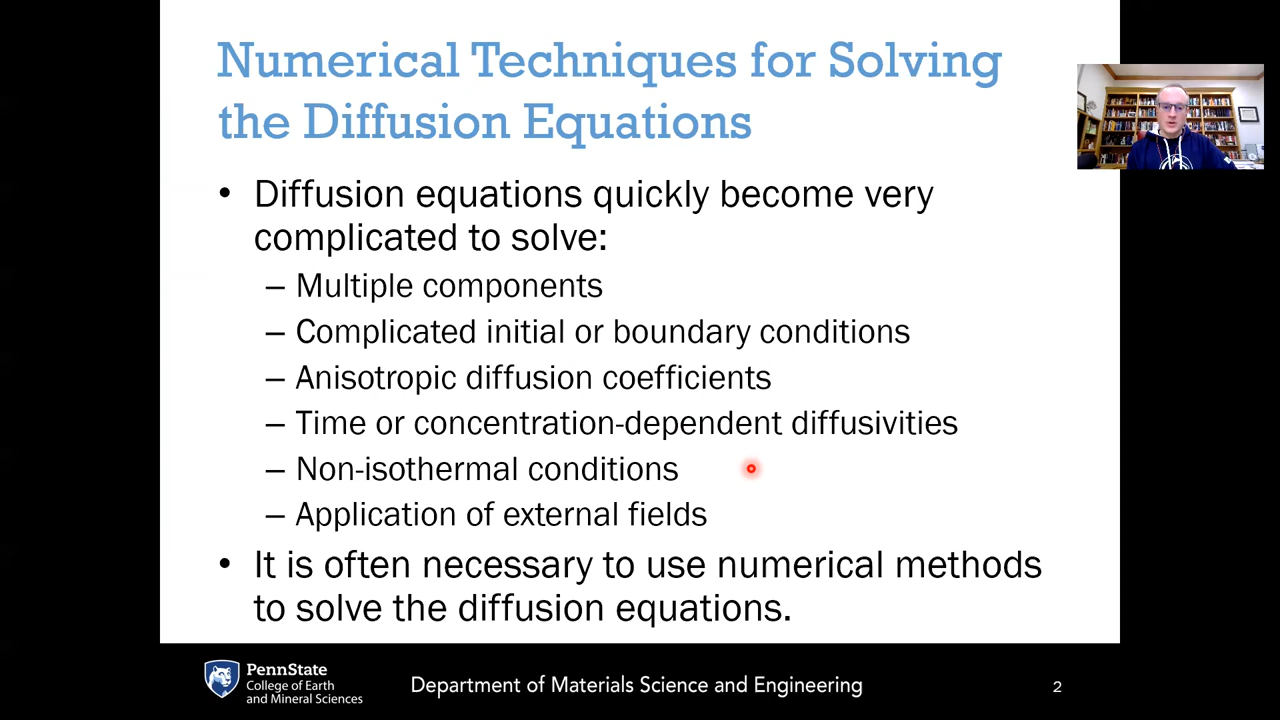 Numerical Techniques for Solving
the Diffusion Equations
• Diffusion equations quickly become very
complicated to solve:
– Multiple components
– Complicated initial or boundary conditions
– Anisotropic diffusion coefficients
– Time or concentration-dependent diffusivities
– Non-isothermal conditions
– Application of external fields
• It is often necessary to use numerical methods
to solve the diffusion equations.
PennState
College of Earth
and Mineral Sciences
Department of Materials Science and Engineering
2